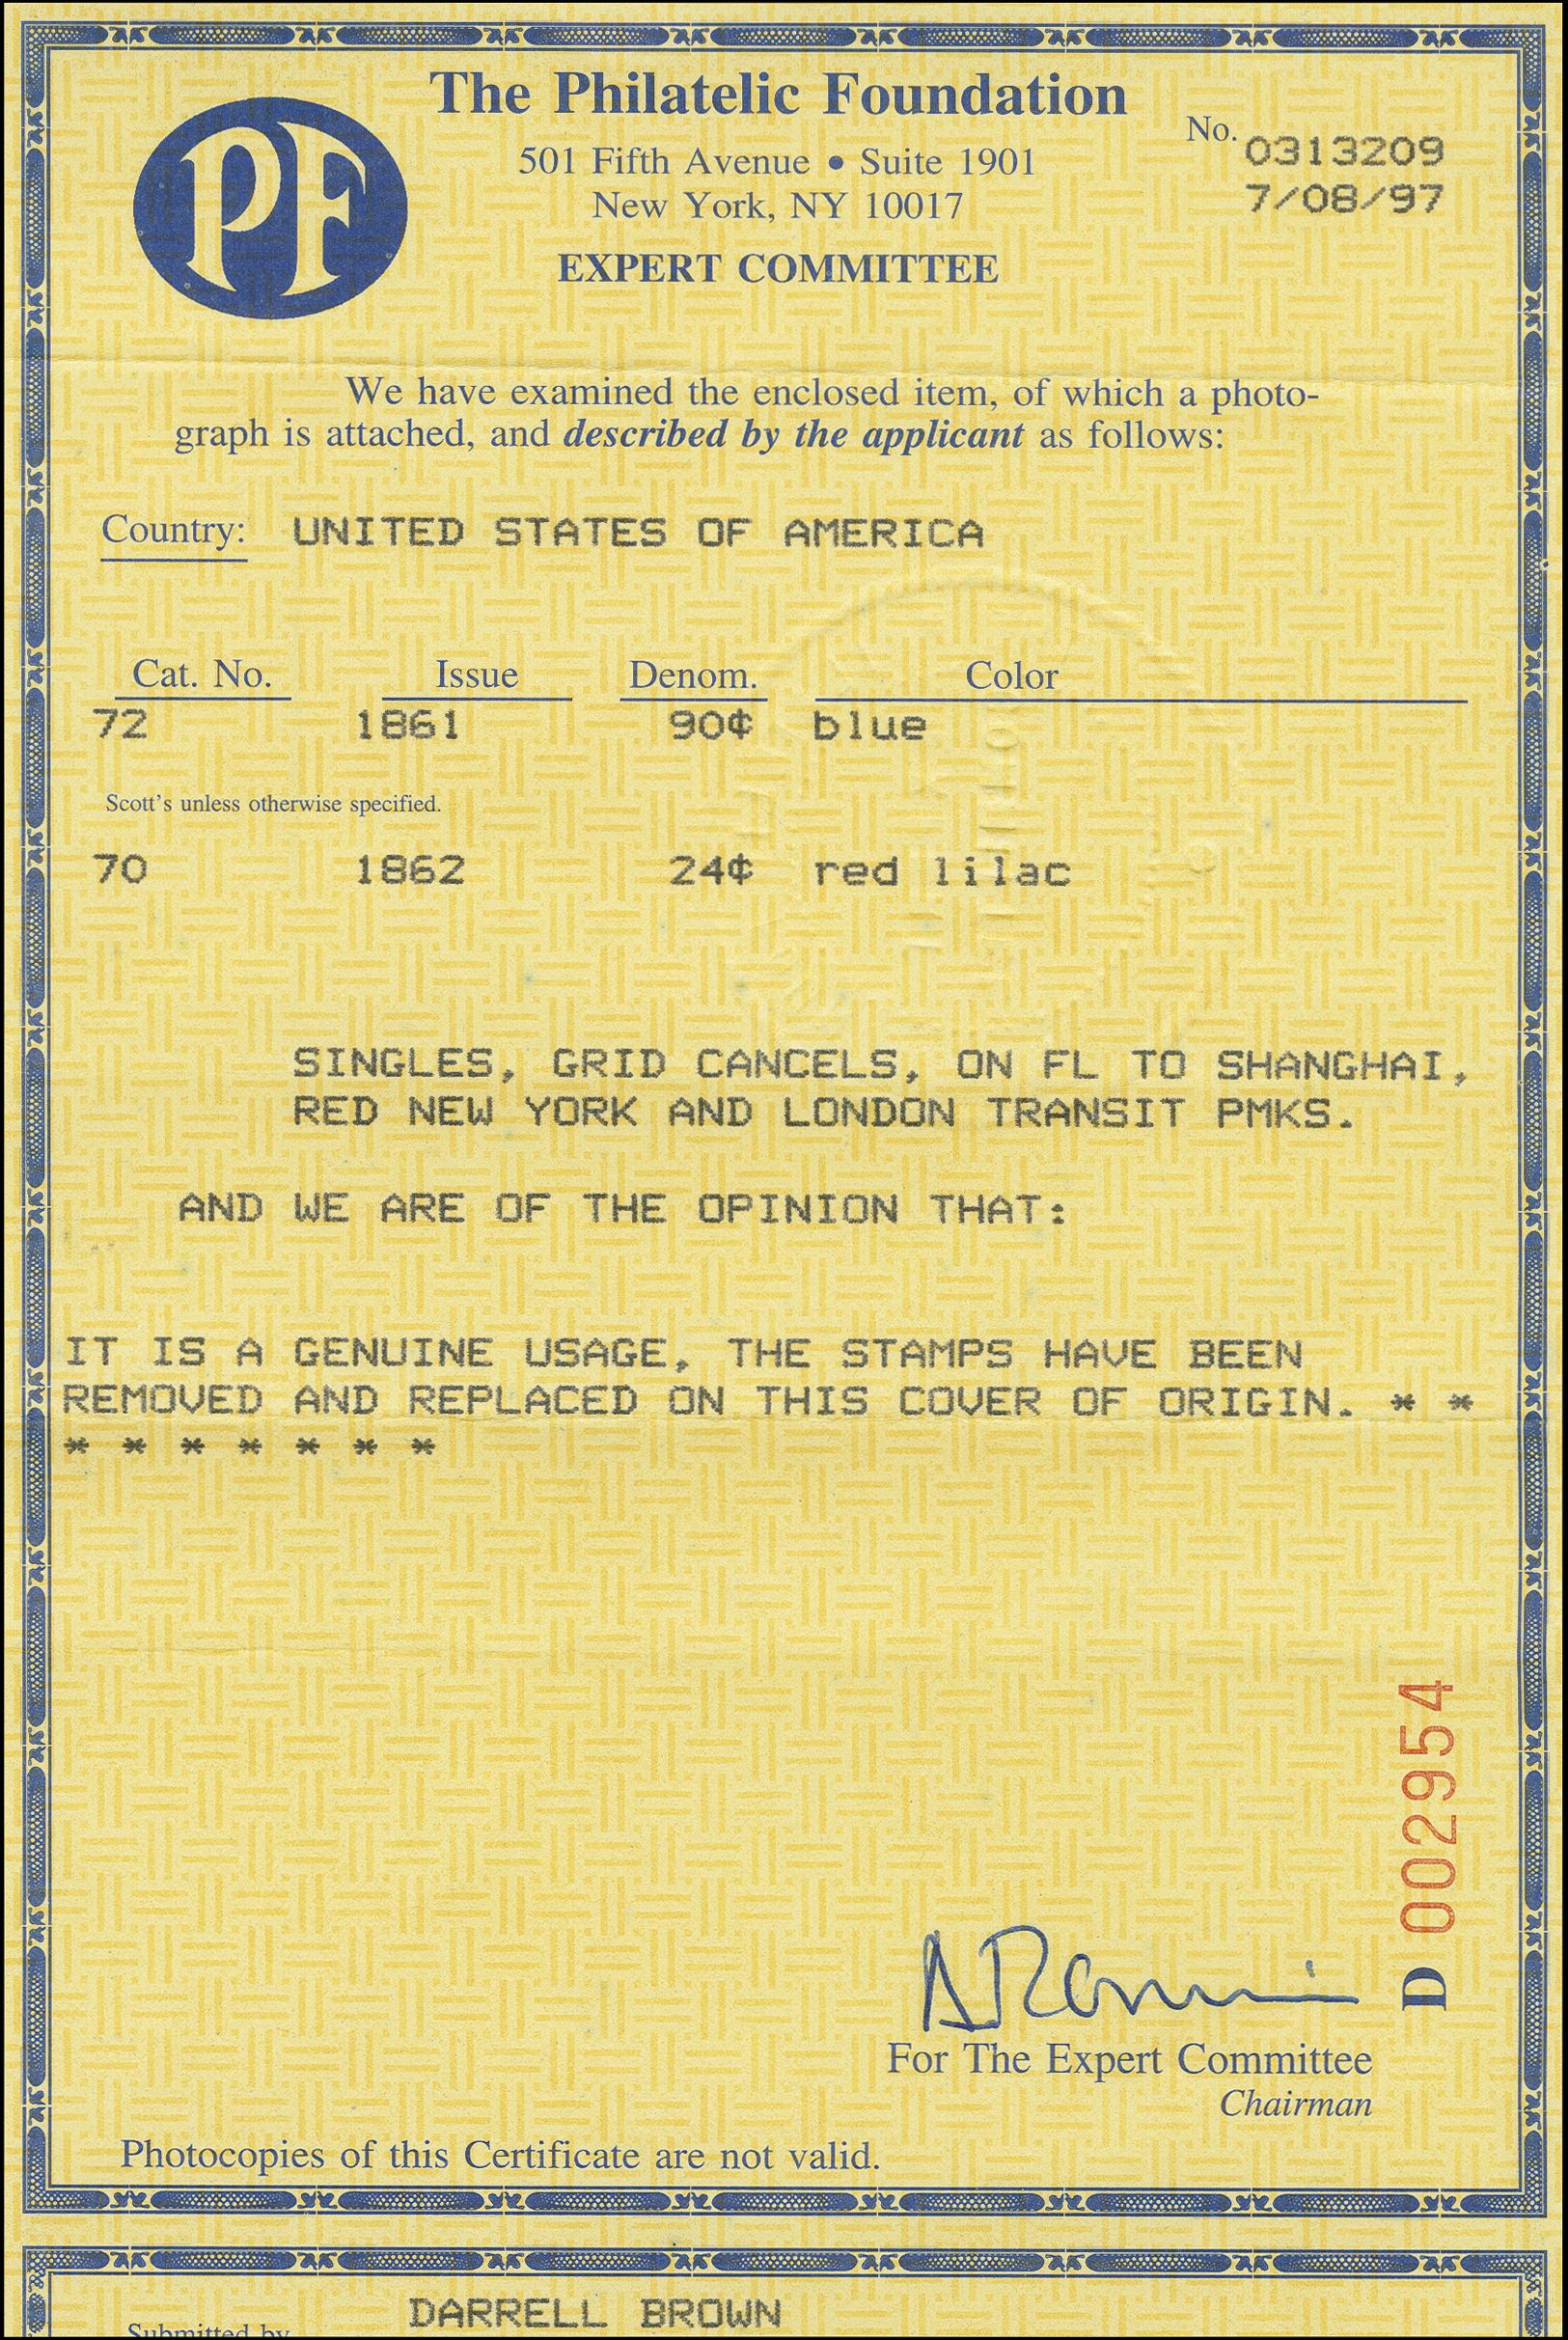 The Philatelic Foundation
PF
501 Fifth Avenue • Suite 1901
New York, NY 10017
EXPERT COMMITTEE
No. 0313209
7/08/97
We have examined the enclosed item, of which a photo-
graph is attached, and described by the applicant as follows:
Country: UNITED STATES OF AMERICA
Cat. No. Issue Denom. Color
72 1861 90¢ blue
Scott's unless otherwise specified.
70 1862 24¢ red lilac
SINGLES, GRID CANCELS, ON FL TO SHANGHAI,
RED NEW YORK AND LONDON TRANSIT PMKS.
AND WE ARE OF THE OPINION THAT:
IT IS A GENUINE USAGE, THE STAMPS HAVE BEEN
REMOVED AND REPLACED ON THIS COVER OF ORIGIN. * *
* * * * * * *
D 002954
For The Expert Committee
Chairman
Photocopies of this Certificate are not valid.
Submitted by DARRELL BROWN